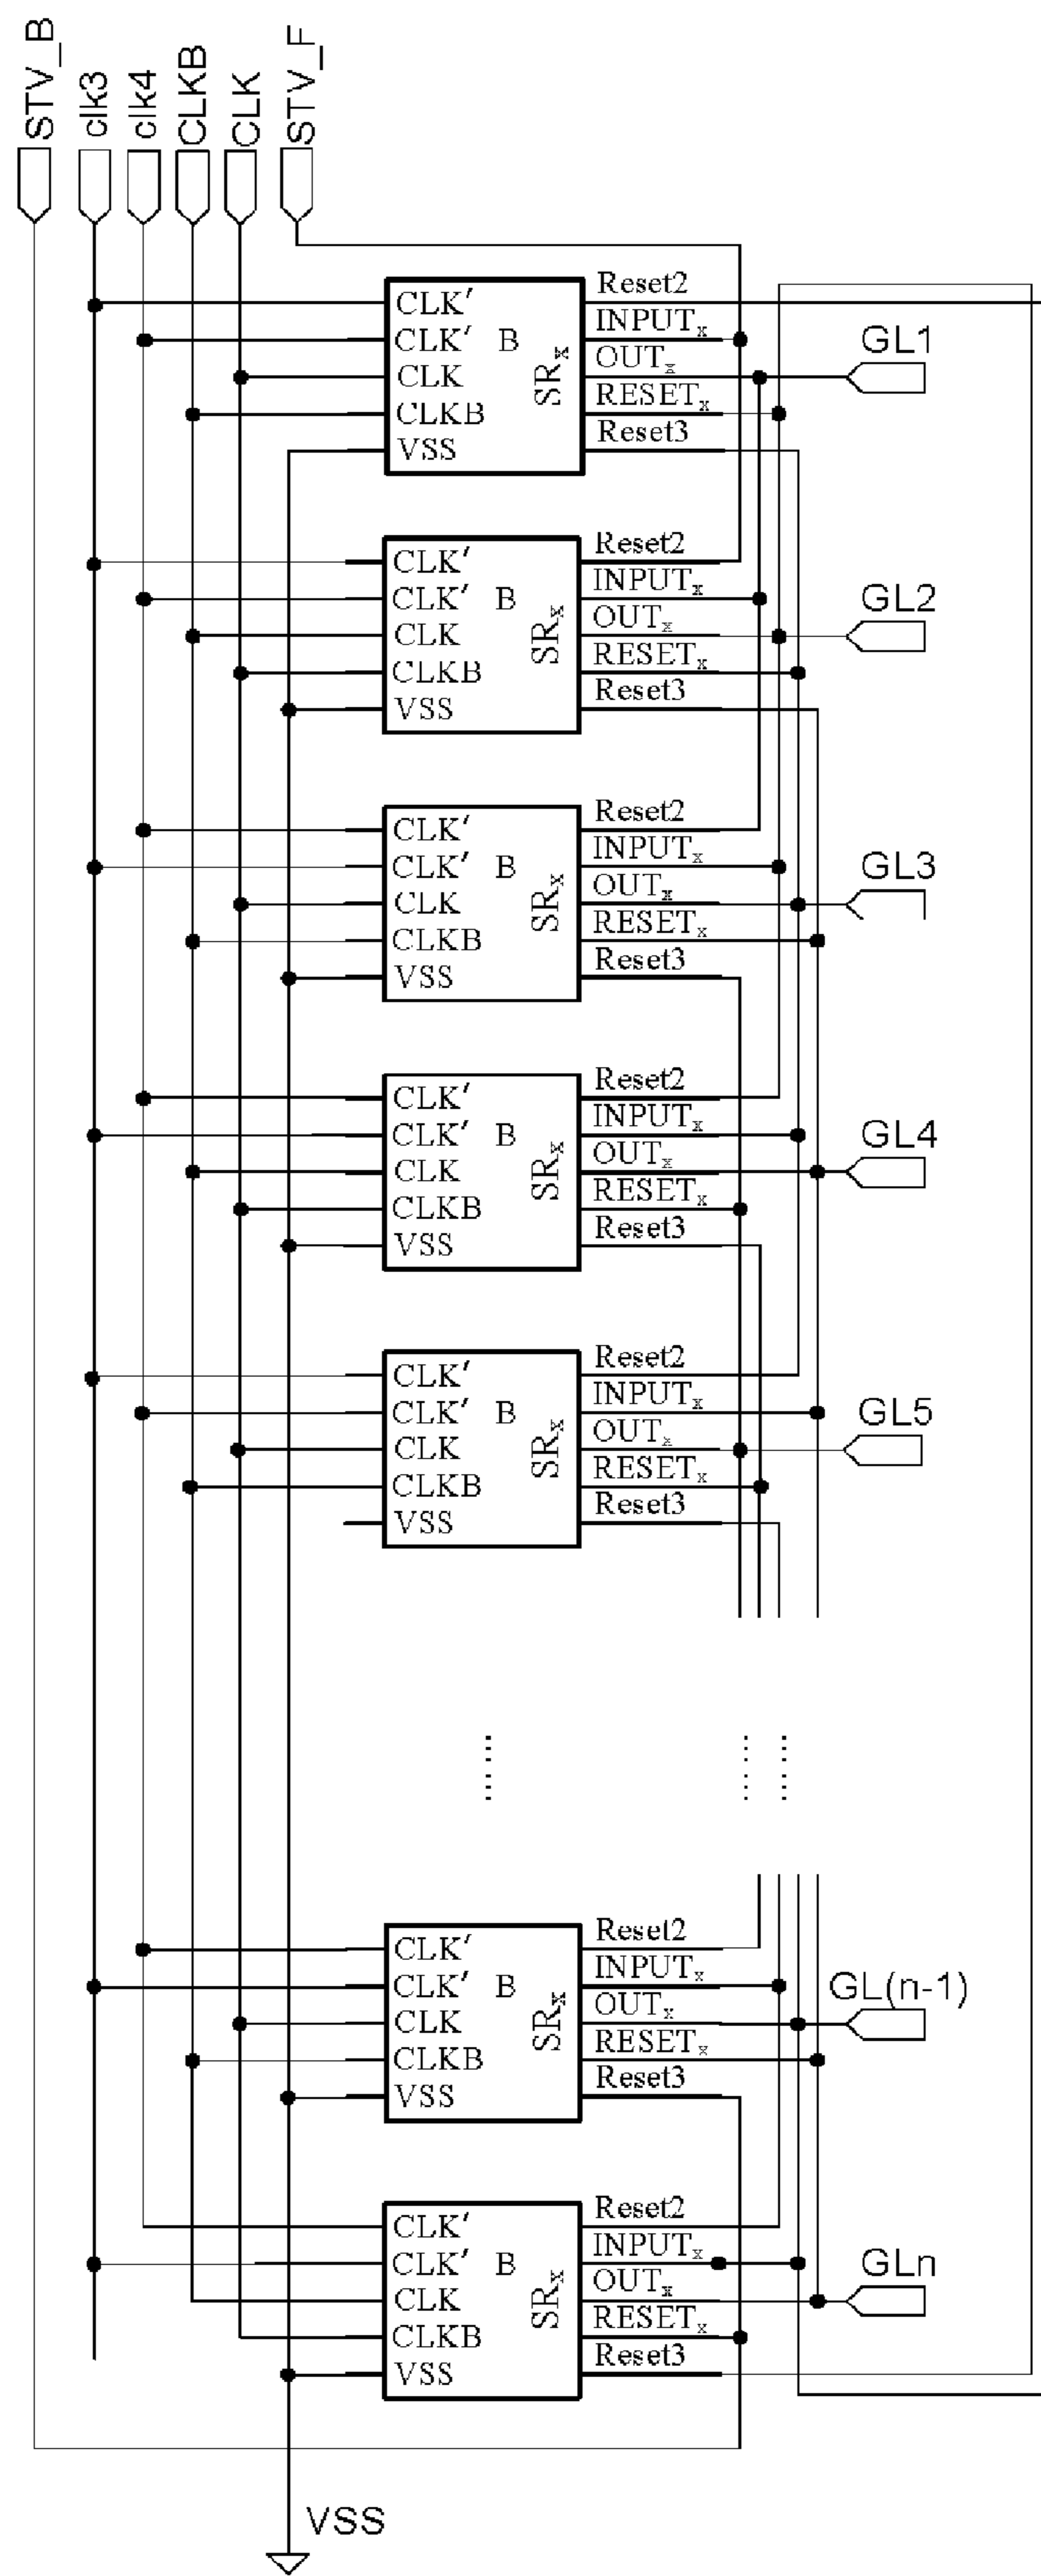 STV_B
clk3
clk4
CLKB
CLK
STV_F
CLK′
CLK′ B
CLK
CLKB
VSS
SRx
Reset2
INPUTx
OUTx
RESETx
Reset3
GL1
CLK′
CLK′ B
CLK
CLKB
VSS
SRx
Reset2
INPUTx
OUTx
RESETx
Reset3
GL2
CLK′
CLK′ B
CLK
CLKB
VSS
SRx
Reset2
INPUTx
OUTx
RESETx
Reset3
GL3
CLK′
CLK′ B
CLK
CLKB
VSS
SRx
Reset2
INPUTx
OUTx
RESETx
Reset3
GL4
CLK′
CLK′ B
CLK
CLKB
VSS
SRx
Reset2
INPUTx
OUTx
RESETx
Reset3
GL5
CLK′
CLK′ B
CLK
CLKB
VSS
SRx
Reset2
INPUTx
OUTx
RESETx
Reset3
GL(n-1)
CLK′
CLK′ B
CLK
CLKB
VSS
SRx
Reset2
INPUTx
OUTx
RESETx
Reset3
GLn
VSS